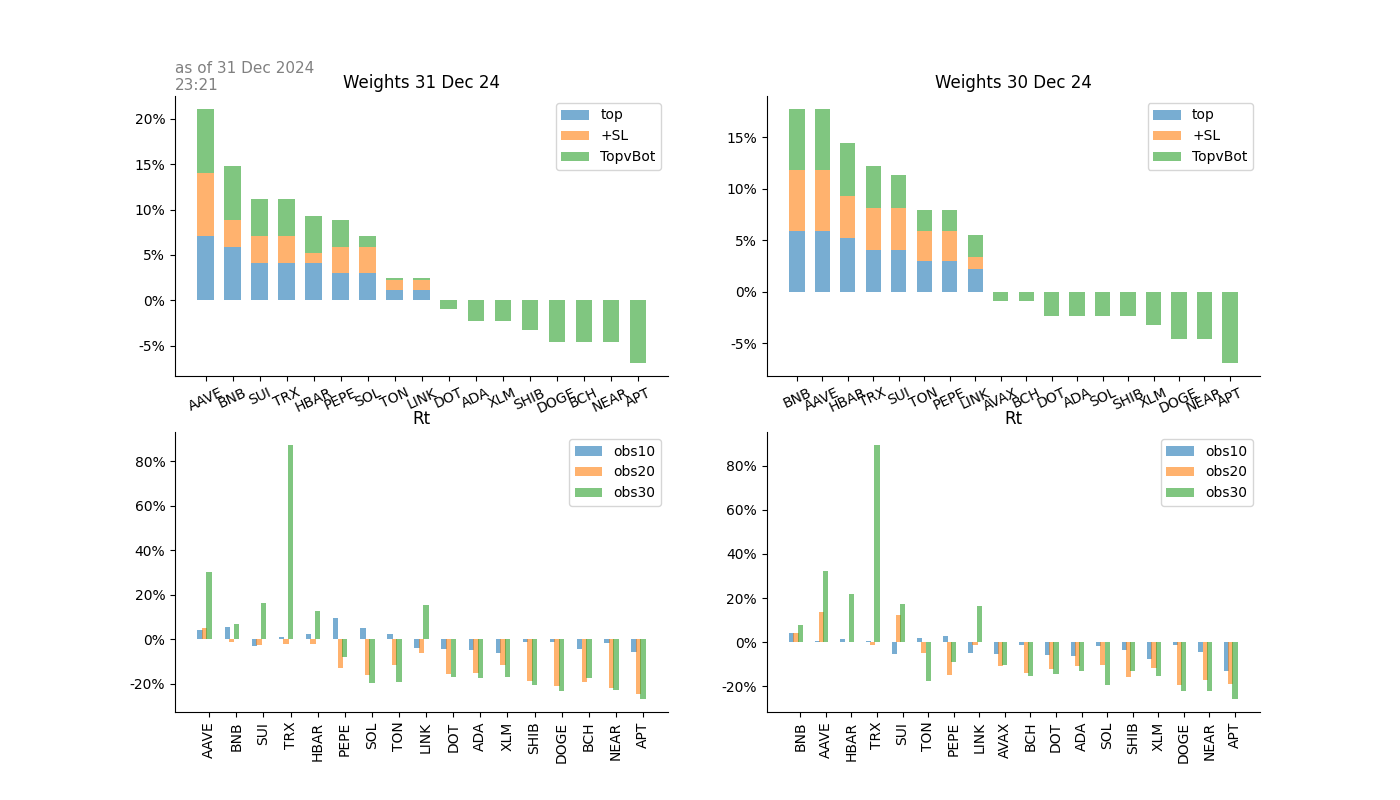 as of 31 Dec 2024
23:21
Weights 31 Dec 24
20%
15%
10%
5%
0%
-5%
top
+SL
TopvBot
AAVE BNB SUI TRX HBAR PEPE SOL TON LINK DOT ADA XLM SHIB DOGE BCH NEAR APT
Weights 30 Dec 24
15%
10%
5%
0%
-5%
top
+SL
TopvBot
BNB AAVE HBAR TRX SUI TON PEPE LINK AVAX BCH DOT ADA SOL SHIB XLM DOGE NEAR APT
Rt
80%
60%
40%
20%
0%
-20%
obs10
obs20
obs30
AAVE BNB SUI TRX HBAR PEPE SOL TON LINK DOT ADA XLM SHIB DOGE BCH NEAR APT
Rt
80%
60%
40%
20%
0%
-20%
obs10
obs20
obs30
BNB AAVE HBAR TRX SUI TON PEPE LINK AVAX BCH DOT ADA SOL SHIB XLM DOGE NEAR APT